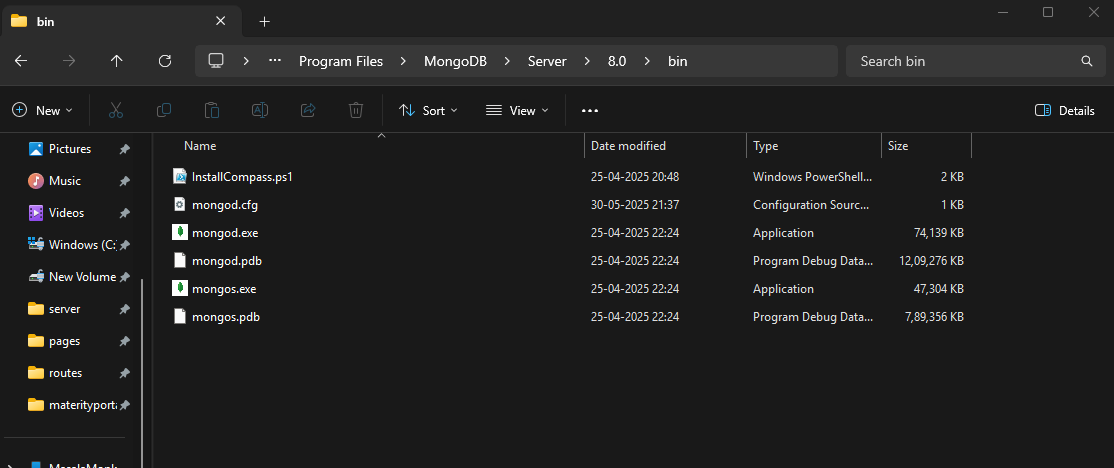 bin
Program Files > MongoDB > Server > 8.0 > bin
Search bin
New Sort View Details
Pictures
Music
Videos
Windows (C:
New Volume
server
pages
routes
materityport
Name Date modified Type Size
InstallCompass.ps1 25-04-2025 20:48 Windows PowerShell... 2 KB
mongod.cfg 30-05-2025 21:37 Configuration Sourc... 1 KB
mongod.exe 25-04-2025 22:24 Application 74,139 KB
mongod.pdb 25-04-2025 22:24 Program Debug Data... 12,09,276 KB
mongos.exe 25-04-2025 22:24 Application 47,304 KB
mongos.pdb 25-04-2025 22:24 Program Debug Data... 7,89,356 KB